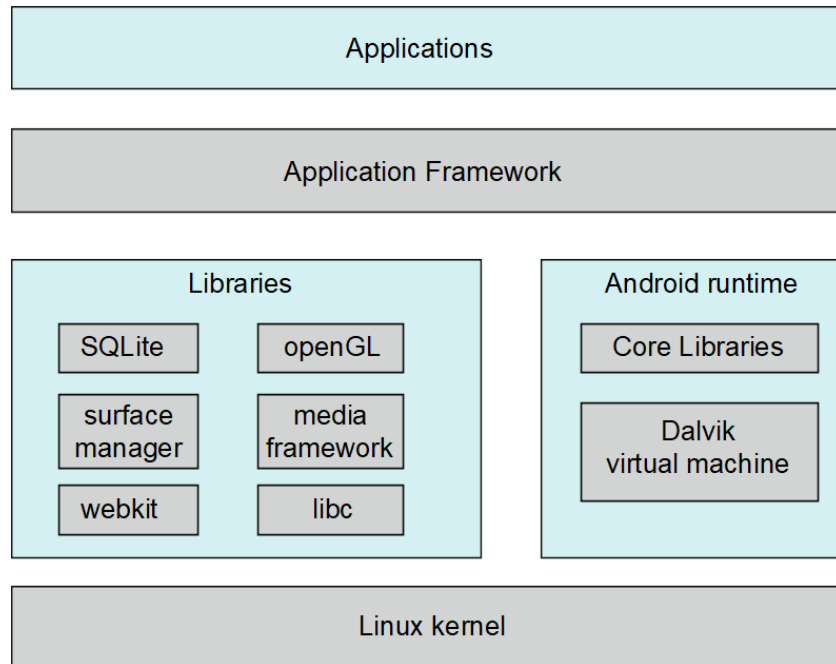 Applications
Application Framework
Libraries
SQLite
openGL
surface
manager
media
framework
webkit
libc
Android runtime
Core Libraries
Dalvik
virtual machine
Linux kernel